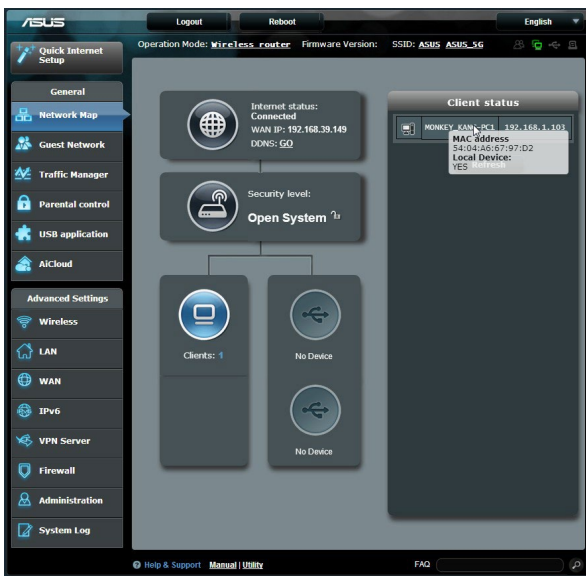 ASUS
Logout
Reboot
English
Quick Internet
Setup
Operation Mode: Wireless router Firmware Version: SSID: ASUS ASUS_5G
General
Network Map
Guest Network
Traffic Manager
Parental control
USB application
AiCloud
Advanced Settings
Wireless
LAN
WAN
IPv6
VPN Server
Firewall
Administration
System Log
Internet status:
Connected
WAN IP: 192.168.39.149
DDNS: GO
Security level:
Open System
Clients: 1
No Device
No Device
Client status
MONKEY_KANG-PC1 192.168.1.103
MAC address
54:04:A6:67:97:D2
Local Device:
YES
Refresh
Help & Support Manual | Utility
FAQ